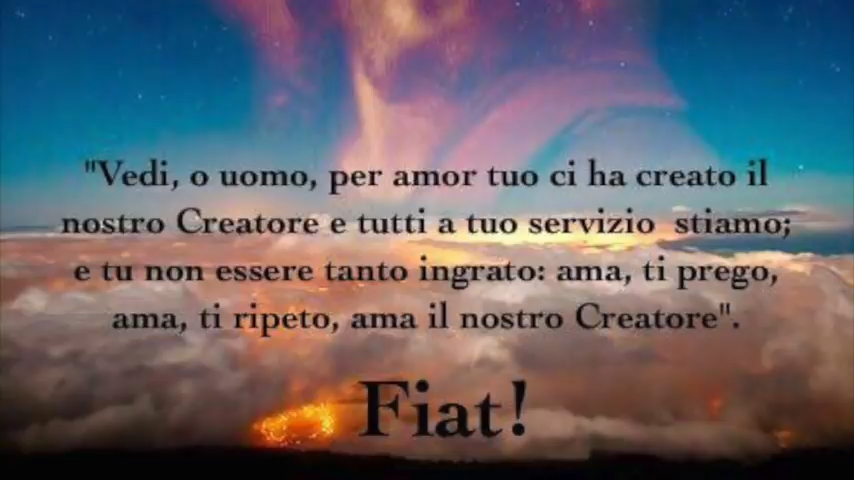 "Vedi, o uomo, per amor tuo ci ha creato il
nostro Creatore e tutti a tuo servizio stiamo;
e tu non essere tanto ingrato: ama, ti prego,
ama, ti ripeto, ama il nostro Creatore".
Fiat!